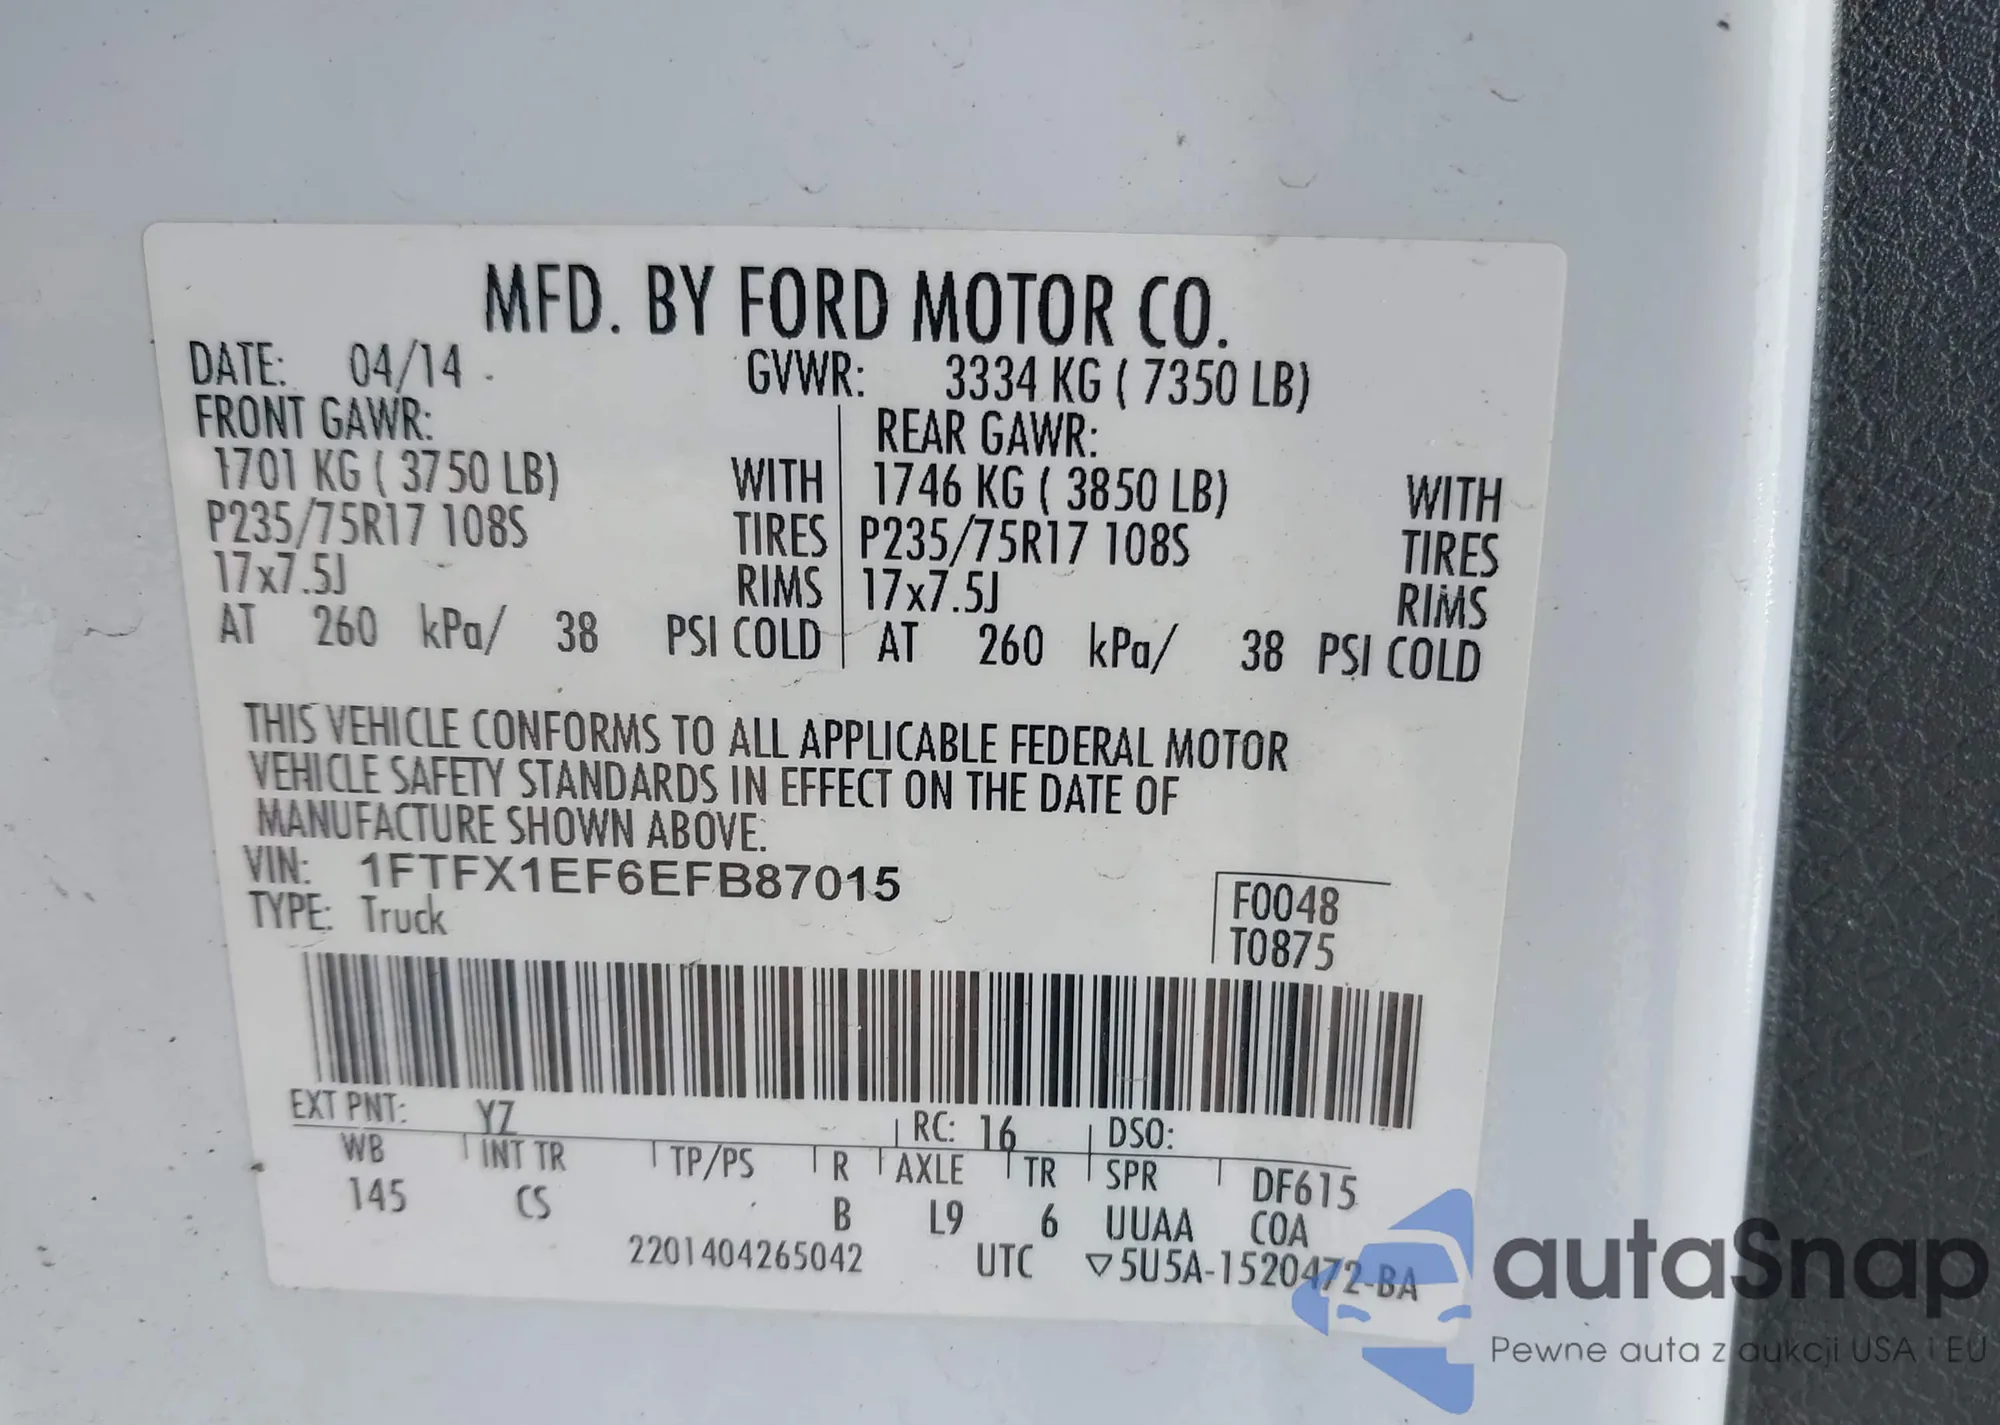 MFD. BY FORD MOTOR CO.
DATE: 04/14 GVWR: 3334 KG ( 7350 LB)
FRONT GAWR: REAR GAWR:
1701 KG ( 3750 LB) WITH 1746 KG ( 3850 LB) WITH
P235/75R17 108S TIRES P235/75R17 108S TIRES
17x7.5J RIMS 17x7.5J RIMS
AT 260 kPa/ 38 PSI COLD AT 260 kPa/ 38 PSI COLD
THIS VEHICLE CONFORMS TO ALL APPLICABLE FEDERAL MOTOR
VEHICLE SAFETY STANDARDS IN EFFECT ON THE DATE OF
MANUFACTURE SHOWN ABOVE.
VIN: 1FTFX1EF6EFB87015
TYPE: Truck
F0048
T0875
EXT PNT: YZ RC: 16 DSO:
WB INT TR TP/PS R AXLE TR SPR DF615
145 CS B L9 6 UUAA COA
2201404265042 UTC ▽5U5A-1520472-BA
autaSnap
Pewne auta z aukcji USA i EU